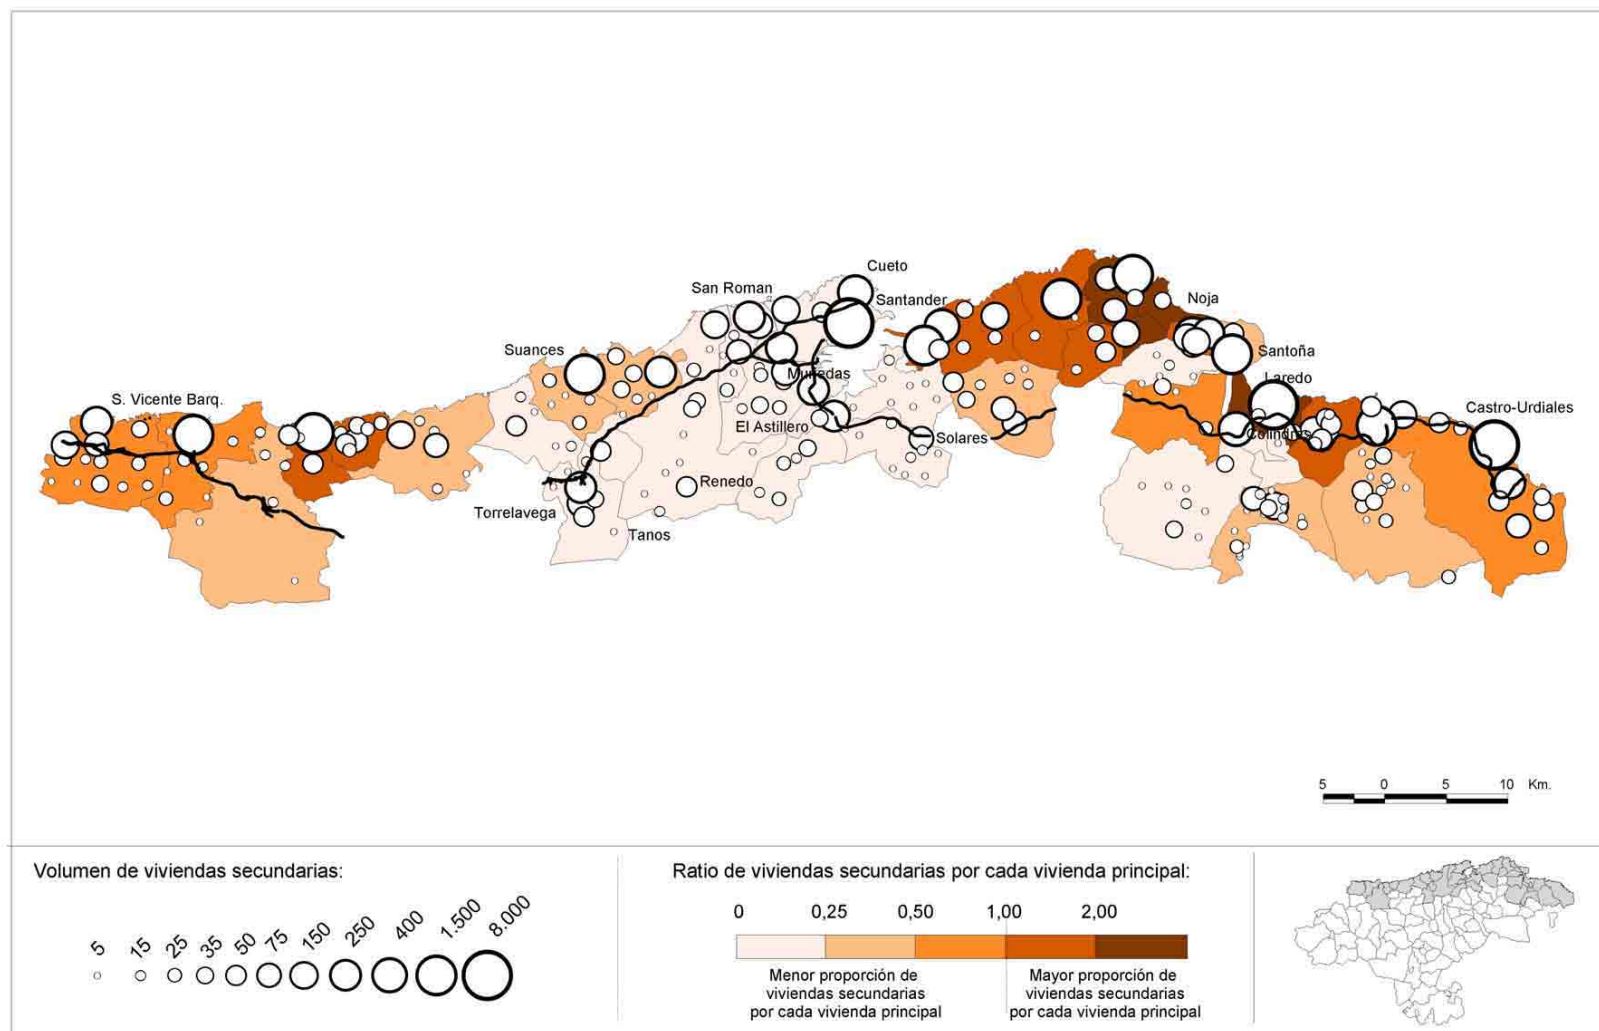 Cueto
San Roman
Santander
Noja
Suances
Santoña
Muriedas
Laredo
S. Vicente Barq.
Castro-Urdiales
El Astillero
Solares
Colindres
Renedo
Torrelavega
Tanos
5 0 5 10 Km.
Volumen de viviendas secundarias:
5 15 25 35 50 75 150 250 400 1.500 8.000
Ratio de viviendas secundarias por cada vivienda principal:
0 0,25 0,50 1,00 2,00
Menor proporción de
viviendas secundarias
por cada vivienda principal
Mayor proporción de
viviendas secundarias
por cada vivienda principal